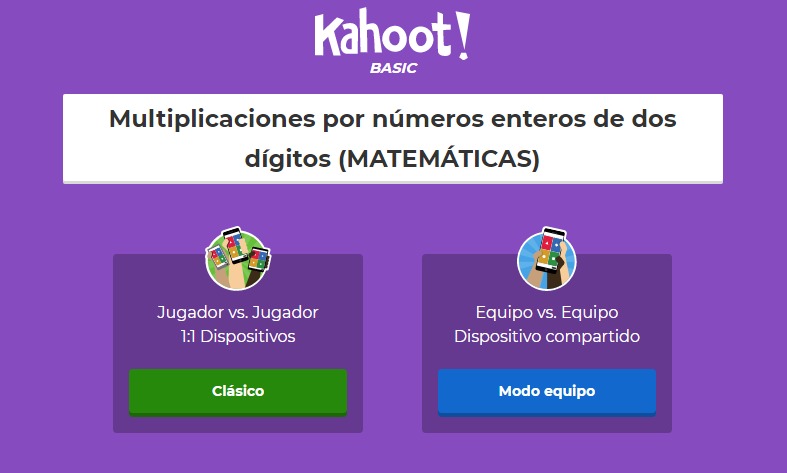 Kahoot!
BASIC
Multiplicaciones por números enteros de dos
dígitos (MATEMÁTICAS)
Jugador vs. Jugador
1:1 Dispositivos
Clásico
Equipo vs. Equipo
Dispositivo compartido
Modo equipo